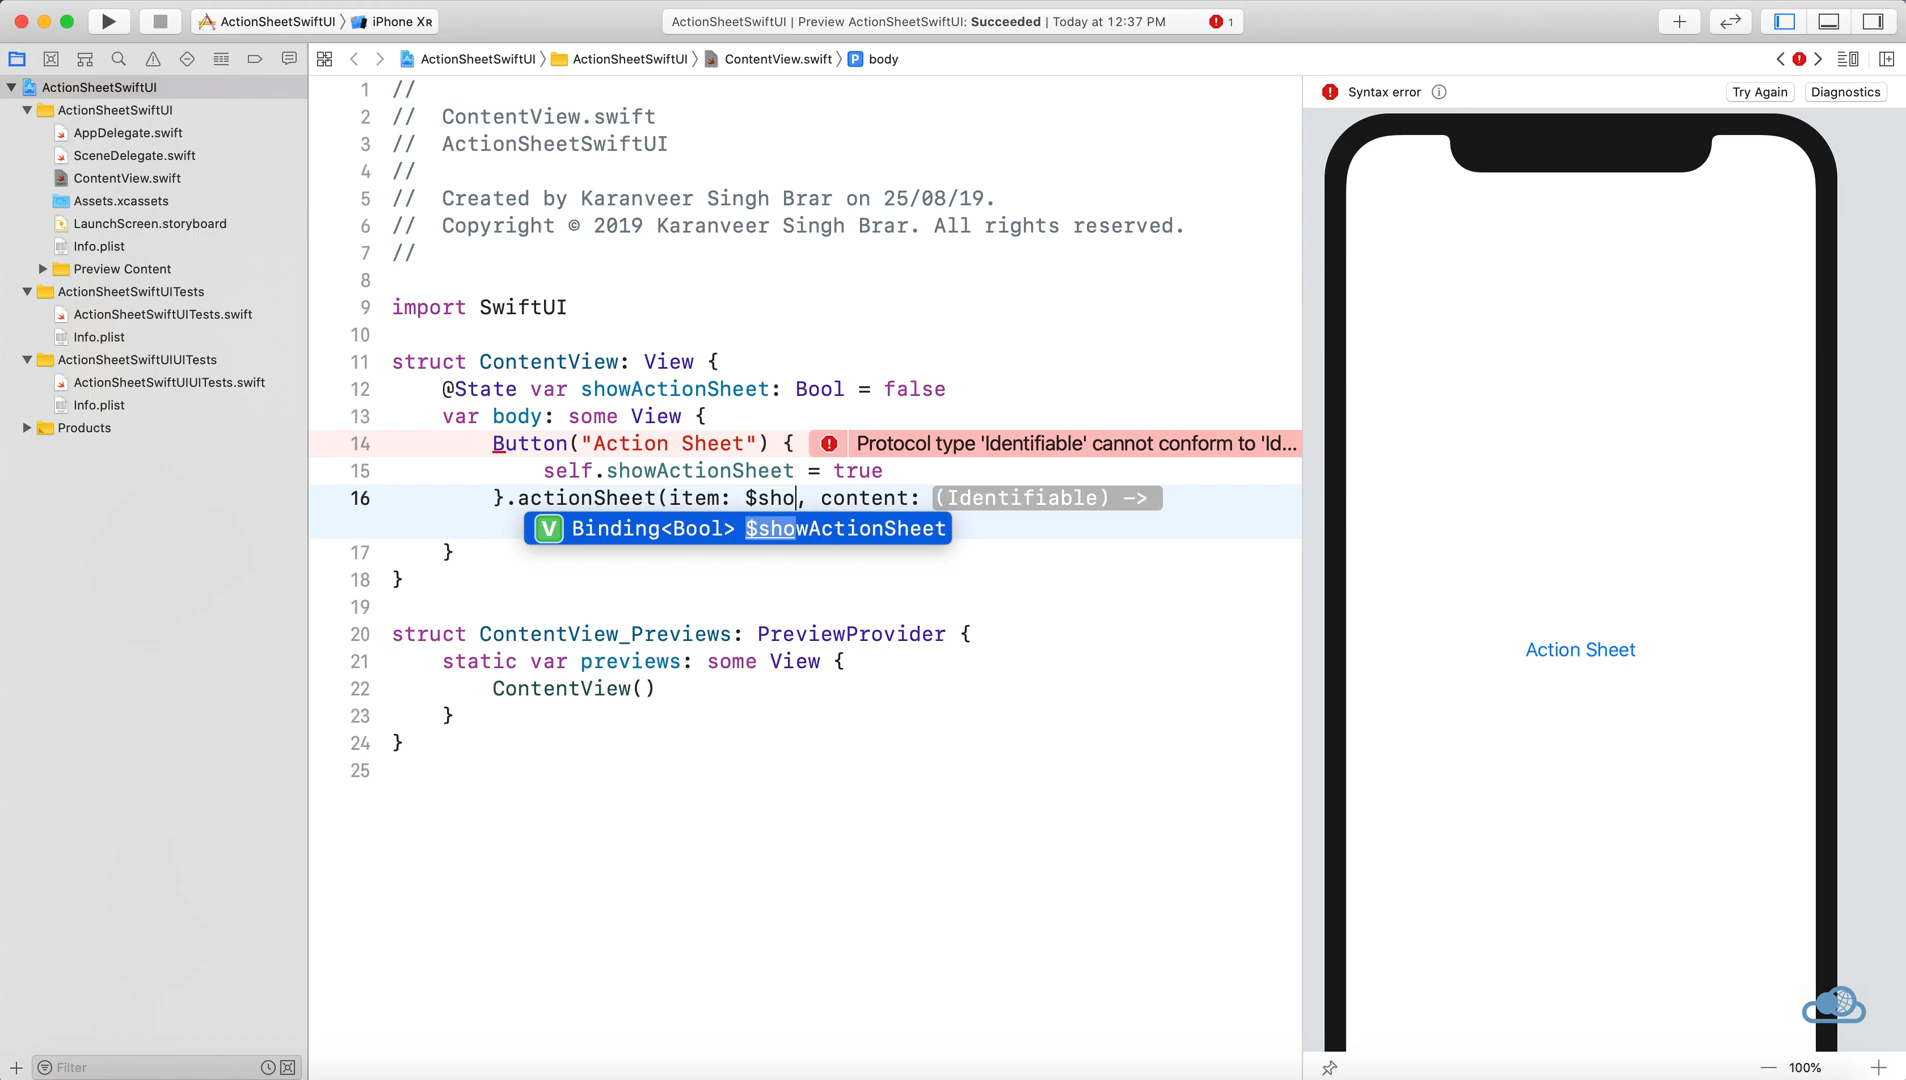 ActionSheetSwiftUI
iPhone XR
ActionSheetSwiftUI | Preview ActionSheetSwiftUI: Succeeded | Today at 12:37 PM
1
ActionSheetSwiftUI
ActionSheetSwiftUI
ContentView.swift
P body
ActionSheetSwiftUI
ActionSheetSwiftUI
AppDelegate.swift
SceneDelegate.swift
ContentView.swift
Assets.xcassets
LaunchScreen.storyboard
Info.plist
Preview Content
ActionSheetSwiftUITests
ActionSheetSwiftUITests.swift
Info.plist
ActionSheetSwiftUIUITests
ActionSheetSwiftUIUITests.swift
Info.plist
Products
Filter
1 //
2 //  ContentView.swift
3 //  ActionSheetSwiftUI
4 //
5 //  Created by Karanveer Singh Brar on 25/08/19.
6 //  Copyright © 2019 Karanveer Singh Brar. All rights reserved.
7 //
8
9 import SwiftUI
10
11 struct ContentView: View {
12     @State var showActionSheet: Bool = false
13     var body: some View {
14         Button("Action Sheet") { Protocol type 'Identifiable' cannot conform to 'Id...
15             self.showActionSheet = true
16         }.actionSheet(item: $sho, content: (Identifiable) ->
V Binding<Bool> $showActionSheet
17     }
18 }
19
20 struct ContentView_Previews: PreviewProvider {
21     static var previews: some View {
22         ContentView()
23     }
24 }
25
Syntax error
Try Again
Diagnostics
Action Sheet
100%